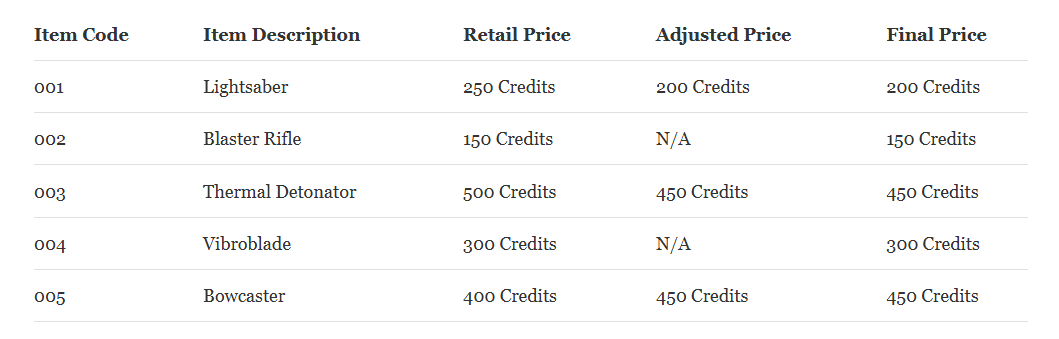 Item Code Item Description Retail Price Adjusted Price Final Price
001 Lightsaber 250 Credits 200 Credits 200 Credits
002 Blaster Rifle 150 Credits N/A 150 Credits
003 Thermal Detonator 500 Credits 450 Credits 450 Credits
004 Vibroblade 300 Credits N/A 300 Credits
005 Bowcaster 400 Credits 450 Credits 450 Credits